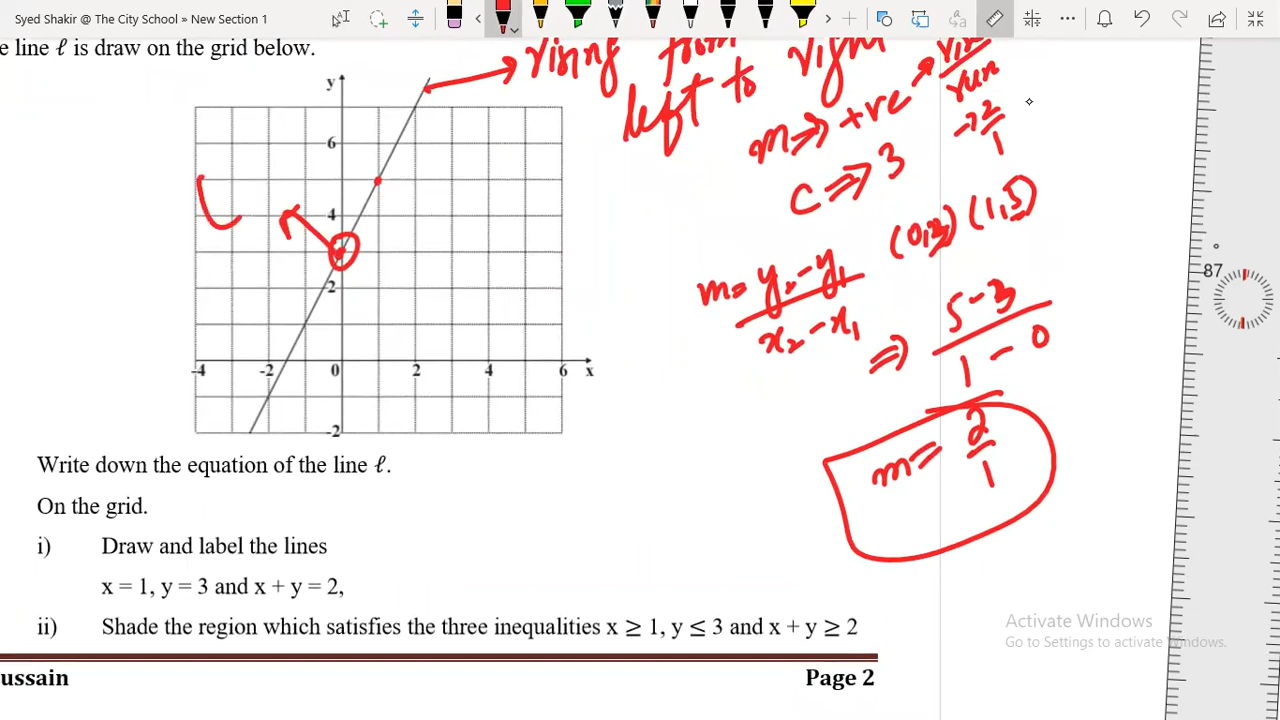 Syed Shakir @ The City School » New Section 1
e line ℓ is draw on the grid below.
rising from
left to right
m ⇒ +ve → rise
run
→ 2
1
c ⇒ 3
(0,3) (1,5)
m = y₂ - y₁
x₂ - x₁
⇒ 5 - 3
1 - 0
m = 2
1
y
6
4
2
-4 -2 0 2 4 6 x
-2
87
Write down the equation of the line ℓ.
On the grid.
i) Draw and label the lines
x = 1, y = 3 and x + y = 2,
ii) Shade the region which satisfies the three inequalities x ≥ 1, y ≤ 3 and x + y ≥ 2
ussain Page 2
Activate Windows
Go to Settings to activate Windows.